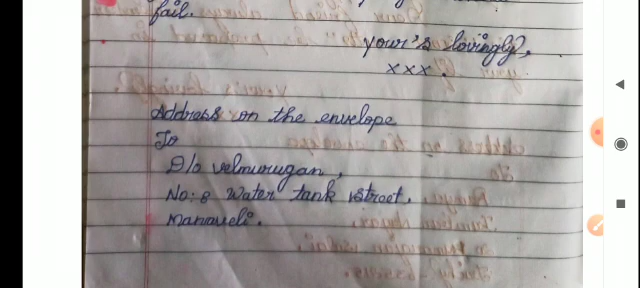 fail.
your's lovingly,
xxx.
Address on the envelope
To
D/o velmurugan,
No: 8 Water tank street,
Manaveli.